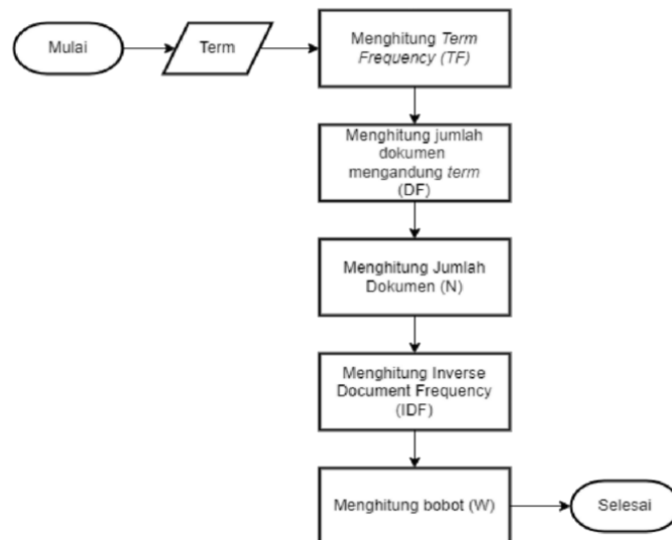 Mulai
Term
Menghitung Term
Frequency (TF)
Menghitung jumlah
dokumen
mengandung term
(DF)
Menghitung Jumlah
Dokumen (N)
Menghitung Inverse
Document Frequency
(IDF)
Menghitung bobot (W)
Selesai